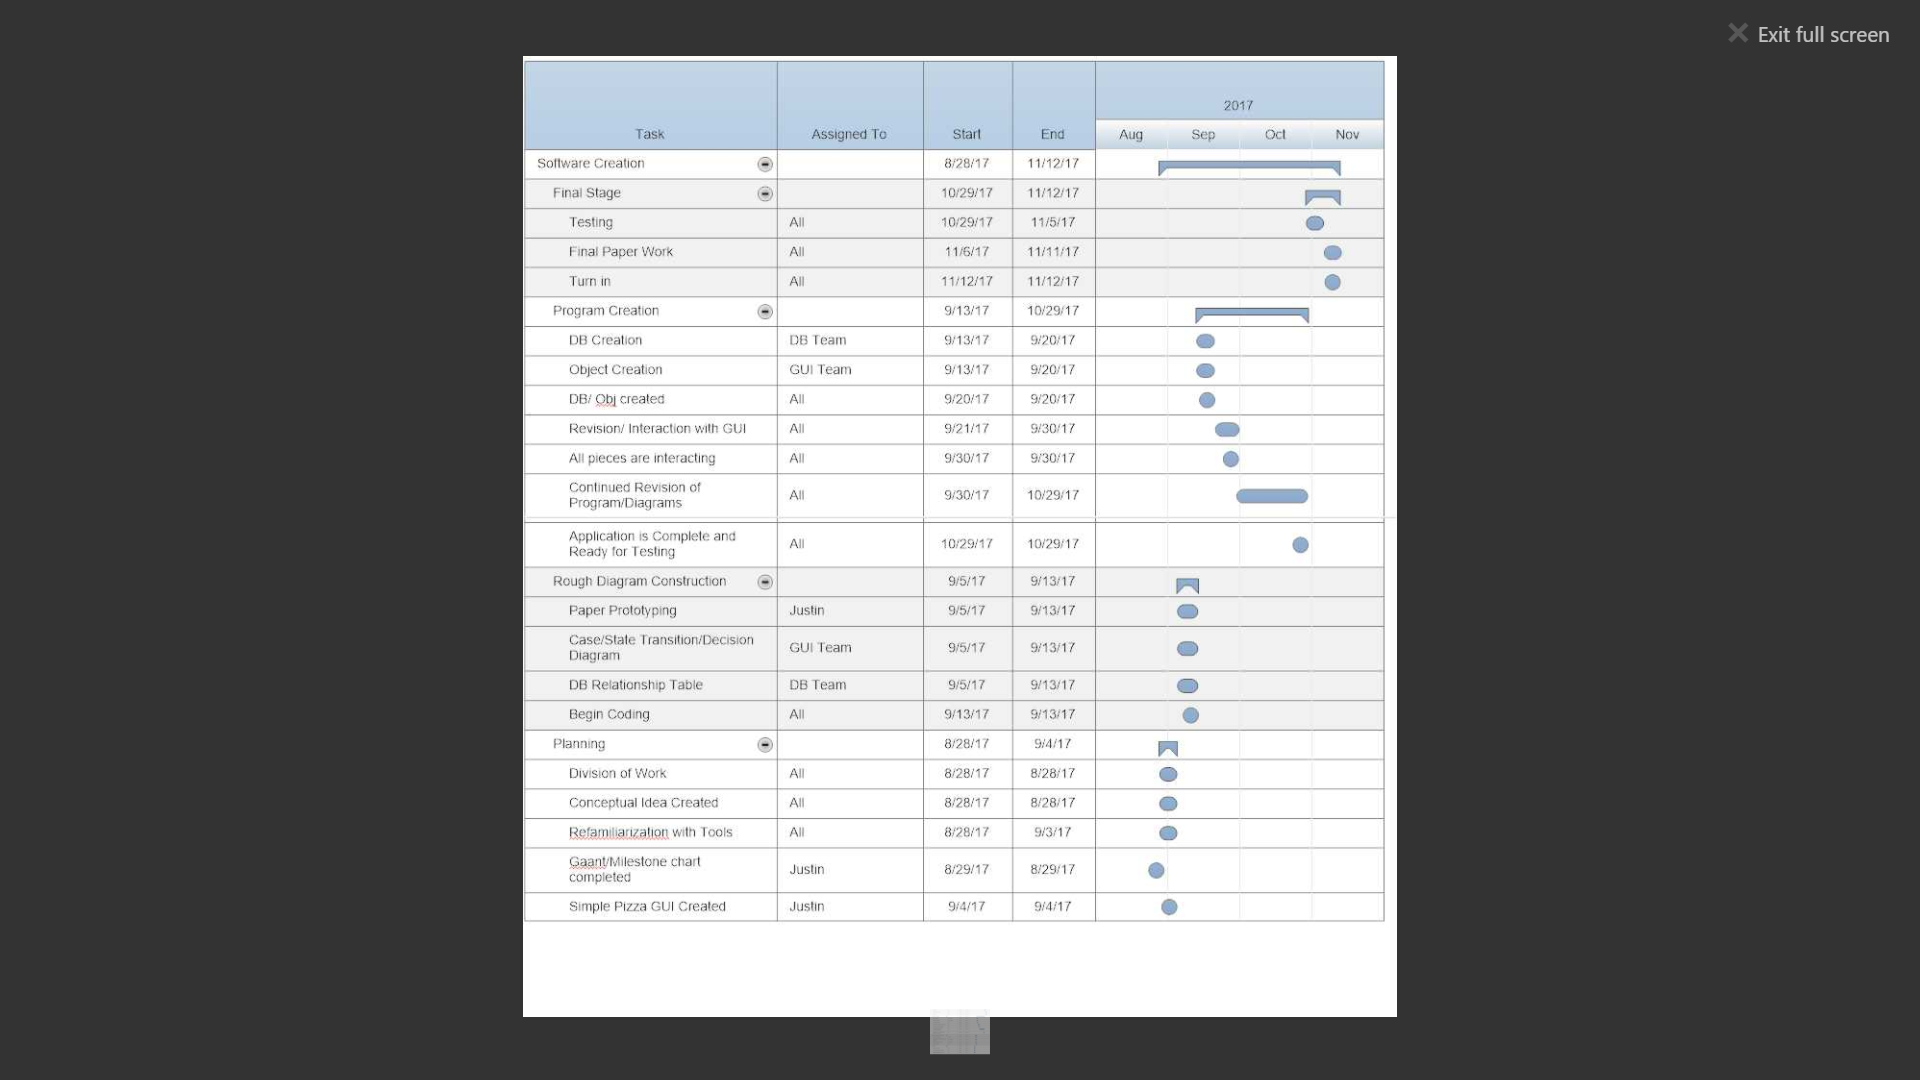 Exit full screen
2017
Task Assigned To Start End Aug Sep Oct Nov
Software Creation 8/28/17 11/12/17
Final Stage 10/29/17 11/12/17
Testing All 10/29/17 11/5/17
Final Paper Work All 11/6/17 11/11/17
Turn in All 11/12/17 11/12/17
Program Creation 9/13/17 10/29/17
DB Creation DB Team 9/13/17 9/20/17
Object Creation GUI Team 9/13/17 9/20/17
DB/ Obj created All 9/20/17 9/20/17
Revision/ Interaction with GUI All 9/21/17 9/30/17
All pieces are interacting All 9/30/17 9/30/17
Continued Revision of
Program/Diagrams All 9/30/17 10/29/17
Application is Complete and
Ready for Testing All 10/29/17 10/29/17
Rough Diagram Construction 9/5/17 9/13/17
Paper Prototyping Justin 9/5/17 9/13/17
Case/State Transition/Decision
Diagram GUI Team 9/5/17 9/13/17
DB Relationship Table DB Team 9/5/17 9/13/17
Begin Coding All 9/13/17 9/13/17
Planning 8/28/17 9/4/17
Division of Work All 8/28/17 8/28/17
Conceptual Idea Created All 8/28/17 8/28/17
Refamiliarization with Tools All 8/28/17 9/3/17
Gaant/Milestone chart
completed Justin 8/29/17 8/29/17
Simple Pizza GUI Created Justin 9/4/17 9/4/17